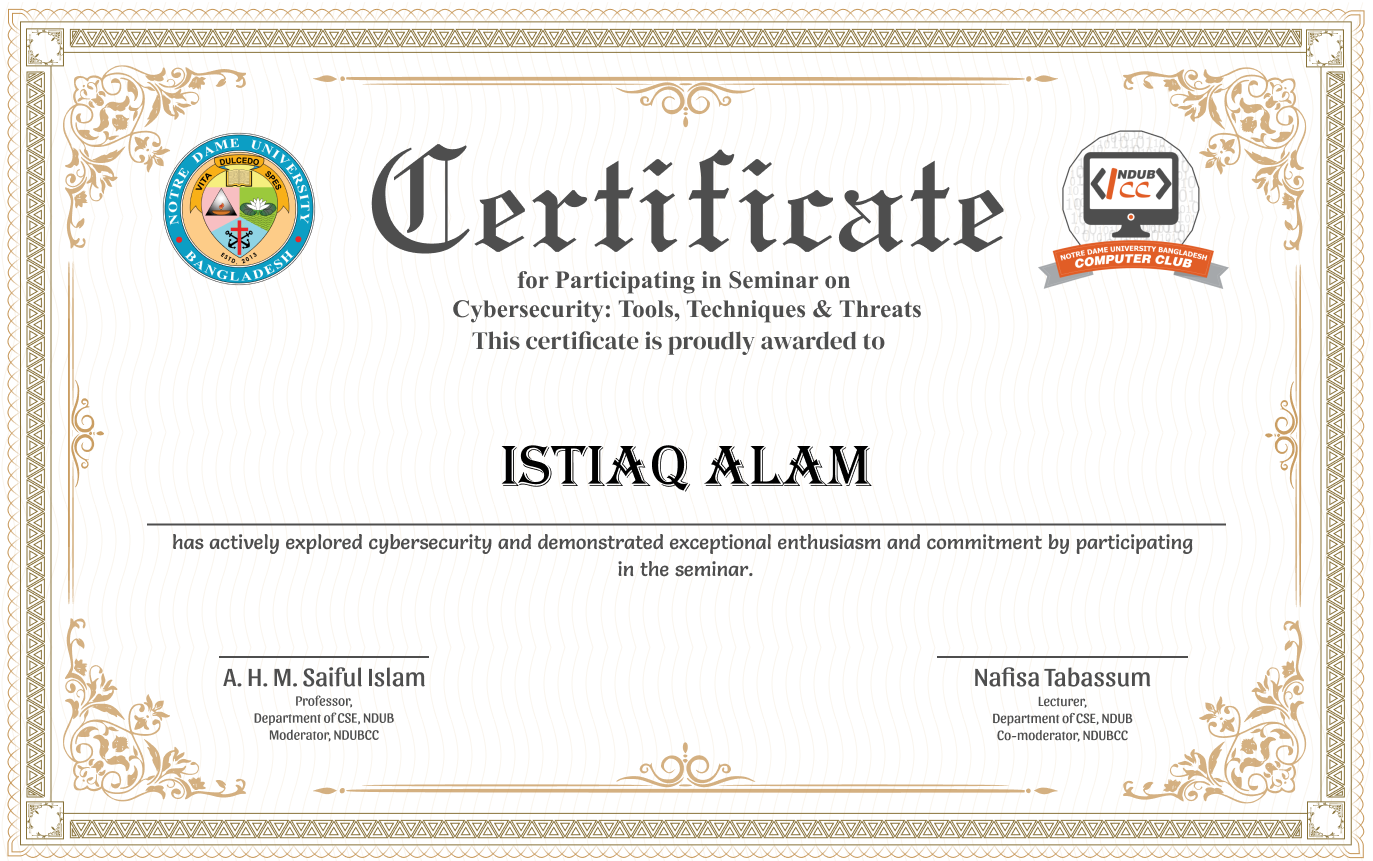 NOTRE DAME UNIVERSITY
BANGLADESH
VITA
DULCEDO
SPES
ESTD. 2013
Certificate
NDUB
CC
NOTRE DAME UNIVERSITY BANGLADESH
COMPUTER CLUB
for Participating in Seminar on
Cybersecurity: Tools, Techniques & Threats
This certificate is proudly awarded to
ISTIAQ ALAM
has actively explored cybersecurity and demonstrated exceptional enthusiasm and commitment by participating
in the seminar.
A. H. M. Saiful Islam
Professor,
Department of CSE, NDUB
Moderator, NDUBCC
Nafisa Tabassum
Lecturer,
Department of CSE, NDUB
Co-moderator, NDUBCC